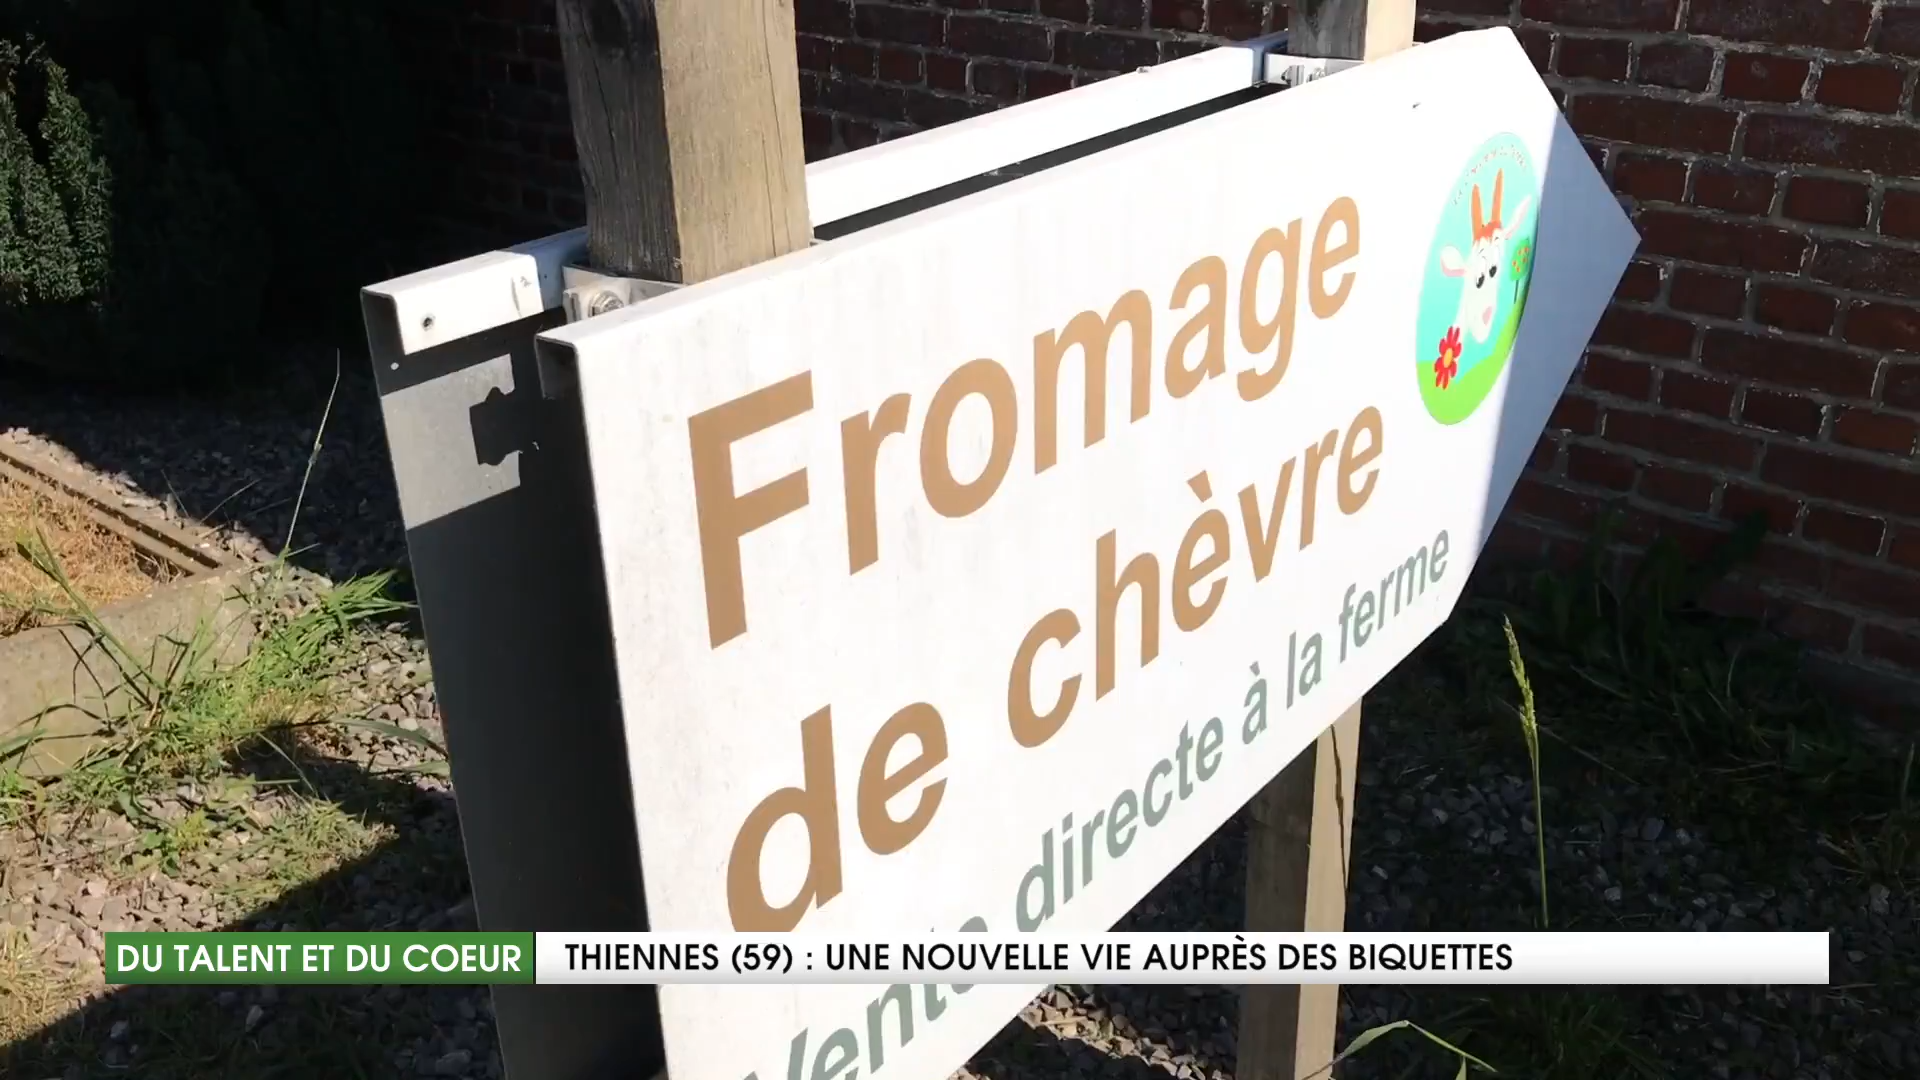 Fromage
de chèvre
Vente directe à la ferme
DU TALENT ET DU COEUR
THIENNES (59) : UNE NOUVELLE VIE AUPRÈS DES BIQUETTES